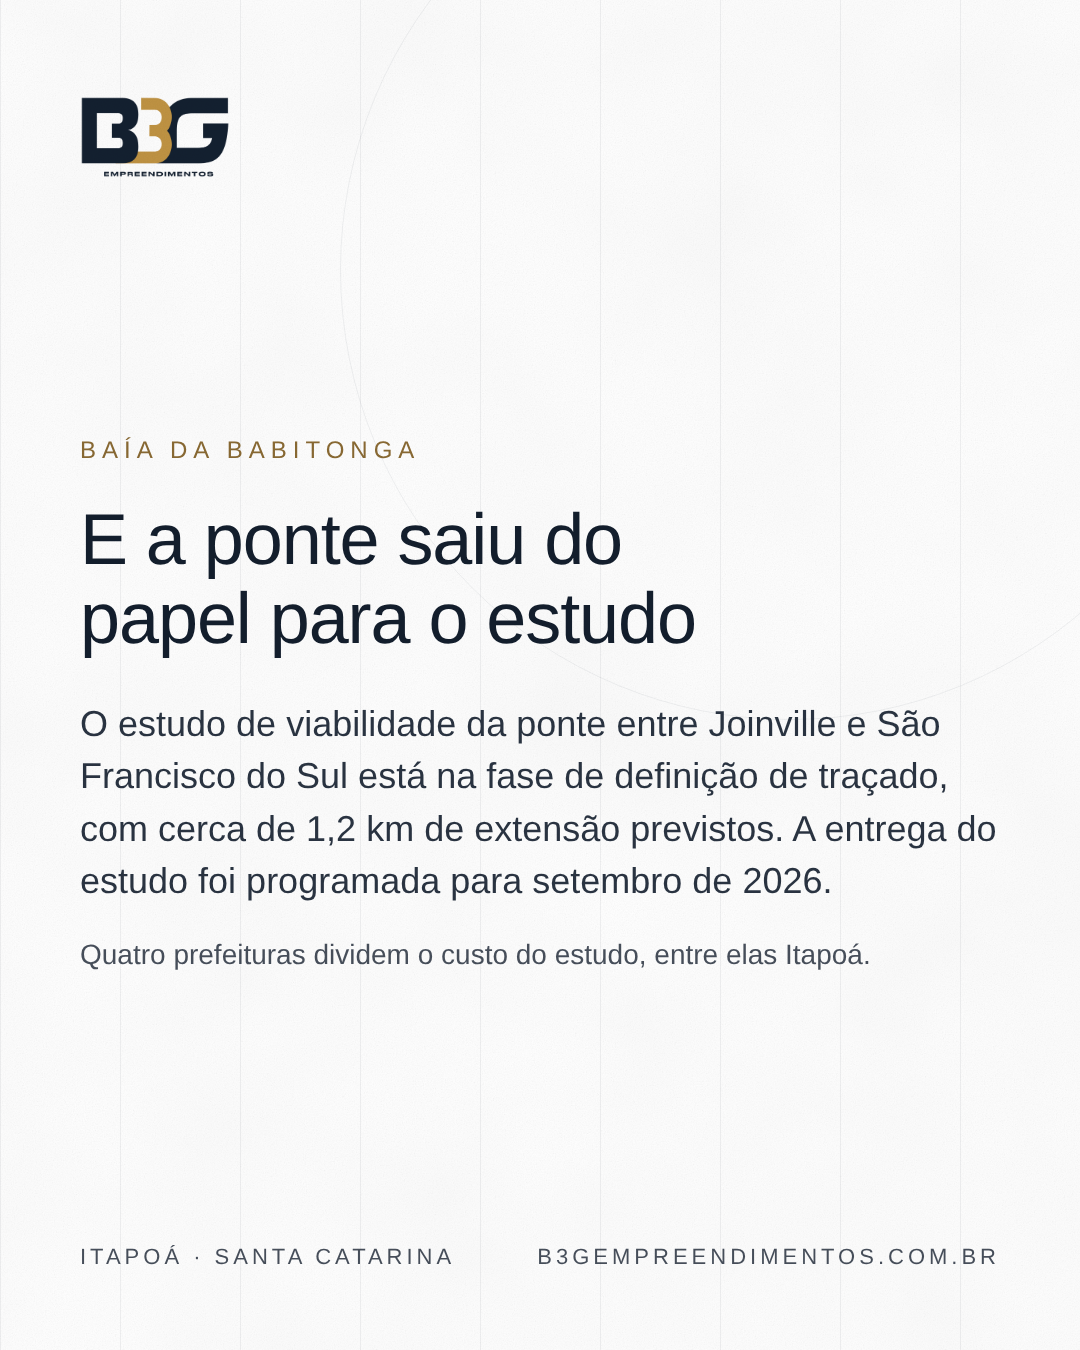 B3G
EMPREENDIMENTOS
BAÍA DA BABITONGA
E a ponte saiu do
papel para o estudo
O estudo de viabilidade da ponte entre Joinville e São
Francisco do Sul está na fase de definição de traçado,
com cerca de 1,2 km de extensão previstos. A entrega do
estudo foi programada para setembro de 2026.
Quatro prefeituras dividem o custo do estudo, entre elas Itapoá.
ITAPOÁ · SANTA CATARINA
B3GEMPREENDIMENTOS.COM.BR